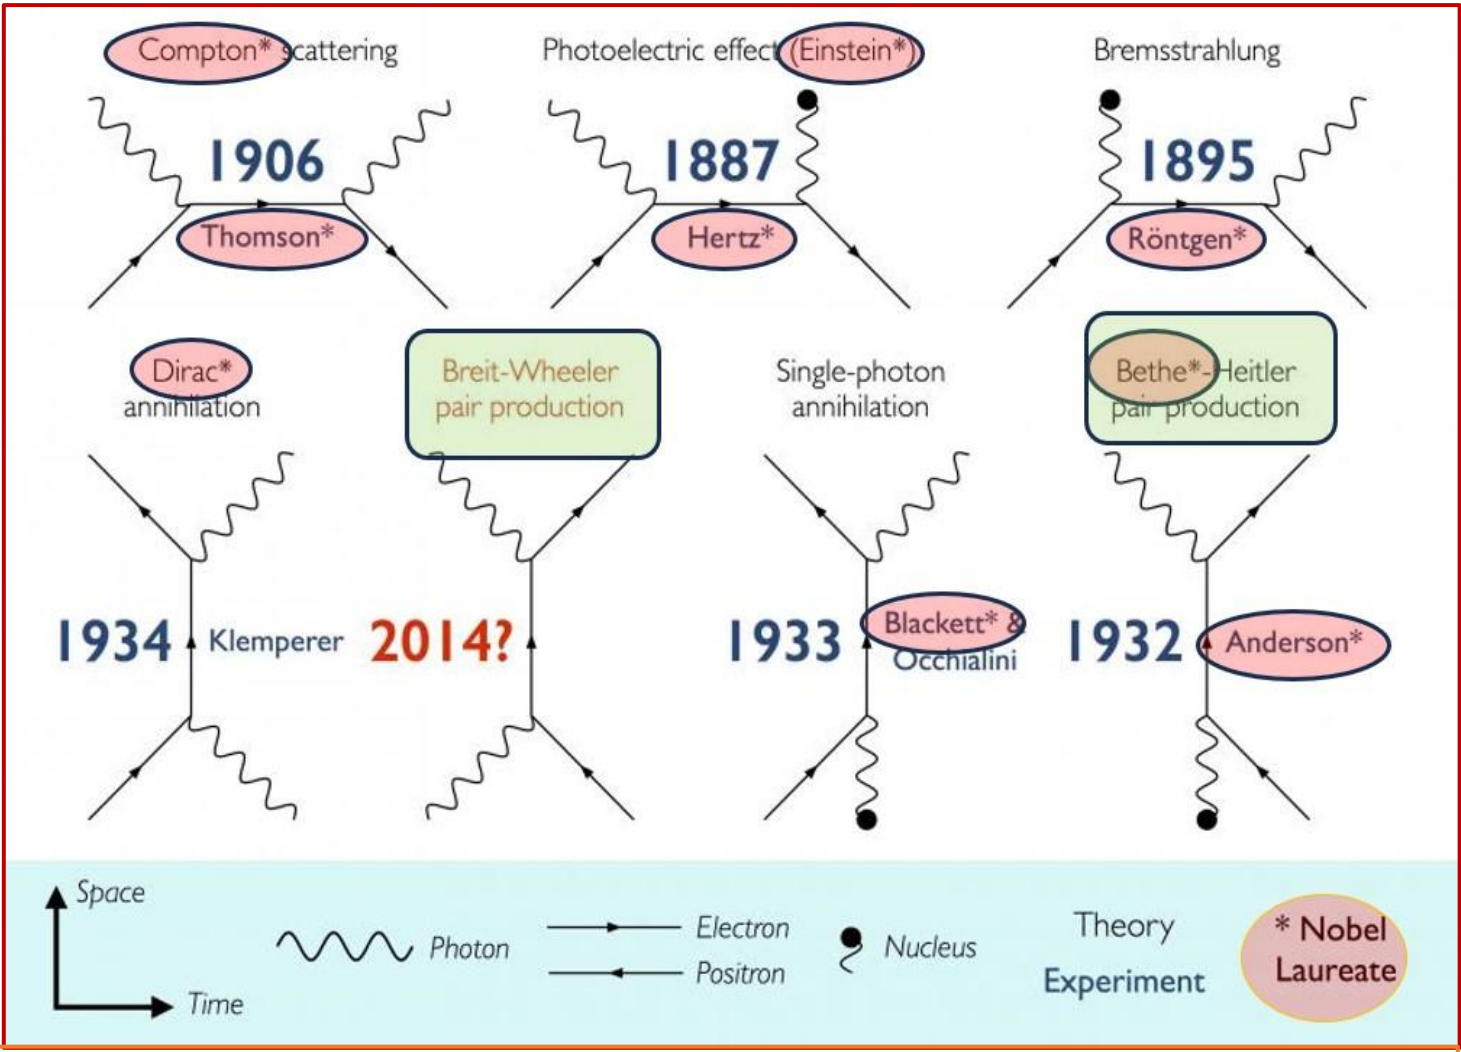 Compton* scattering
Photoelectric effect (Einstein*)
Bremsstrahlung
1906
Thomson*
1887
Hertz*
1895
Röntgen*
Dirac*
annihilation
Breit-Wheeler
pair production
Single-photon
annihilation
Bethe*-Heitler
pair production
1934
Klemperer
2014?
1933
Blackett* &
Occhialini
1932
Anderson*
Space
Time
Photon
Electron
Positron
Nucleus
Theory
Experiment
* Nobel
Laureate